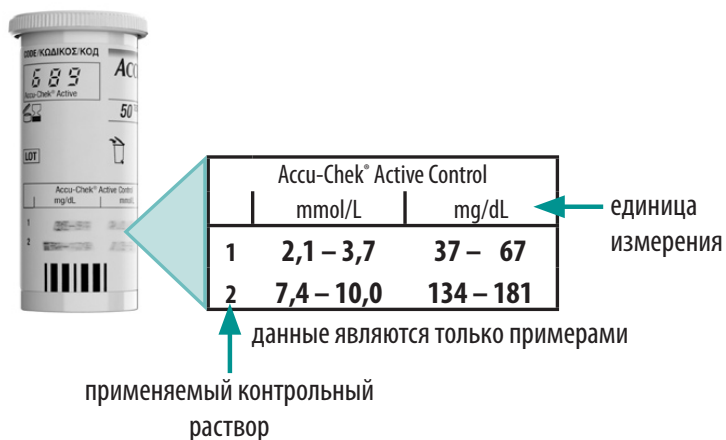 CODE/ΚΩΔΙΚΟΣ/КОД
689
Accu-Chek® Active
50
LOT
Accu-Chek® Active Control
mg/dL
1
2
Accu-Chek® Active Control
mmol/L mg/dL
1 2,1 – 3,7 37 – 67
2 7,4 – 10,0 134 – 181
единица
измерения
данные являются только примерами
применяемый контрольный
раствор